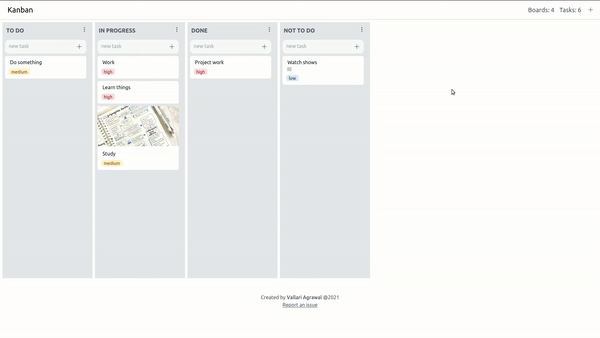 Kanban
Boards: 4 Tasks: 6 +
TO DO
new task +
Do something
medium
IN PROGRESS
new task +
Work
high
Learn things
high
Study
medium
DONE
new task +
Project work
high
NOT TO DO
new task +
Watch shows
low
Created by Vallari Agrawal @2021
Report an issue